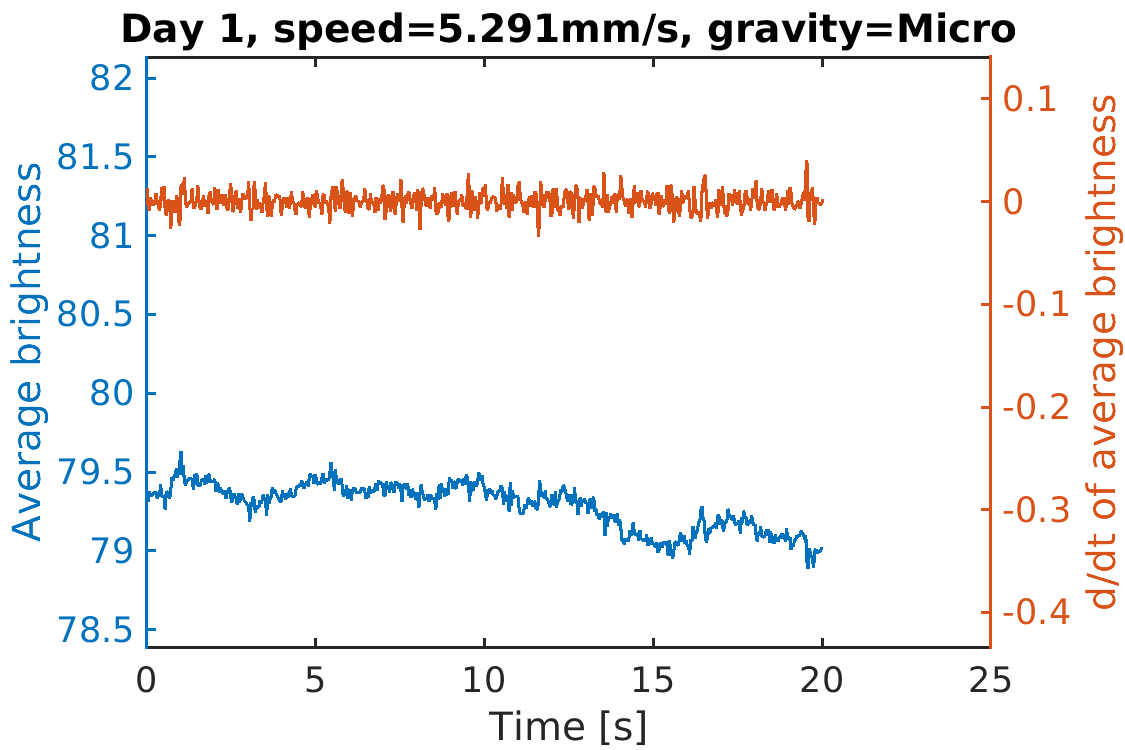 Day 1, speed=5.291mm/s, gravity=Micro
Average brightness
82
81.5
81
80.5
80
79.5
79
78.5
0.1
0
-0.1
-0.2
-0.3
-0.4
d/dt of average brightness
0 5 10 15 20 25
Time [s]